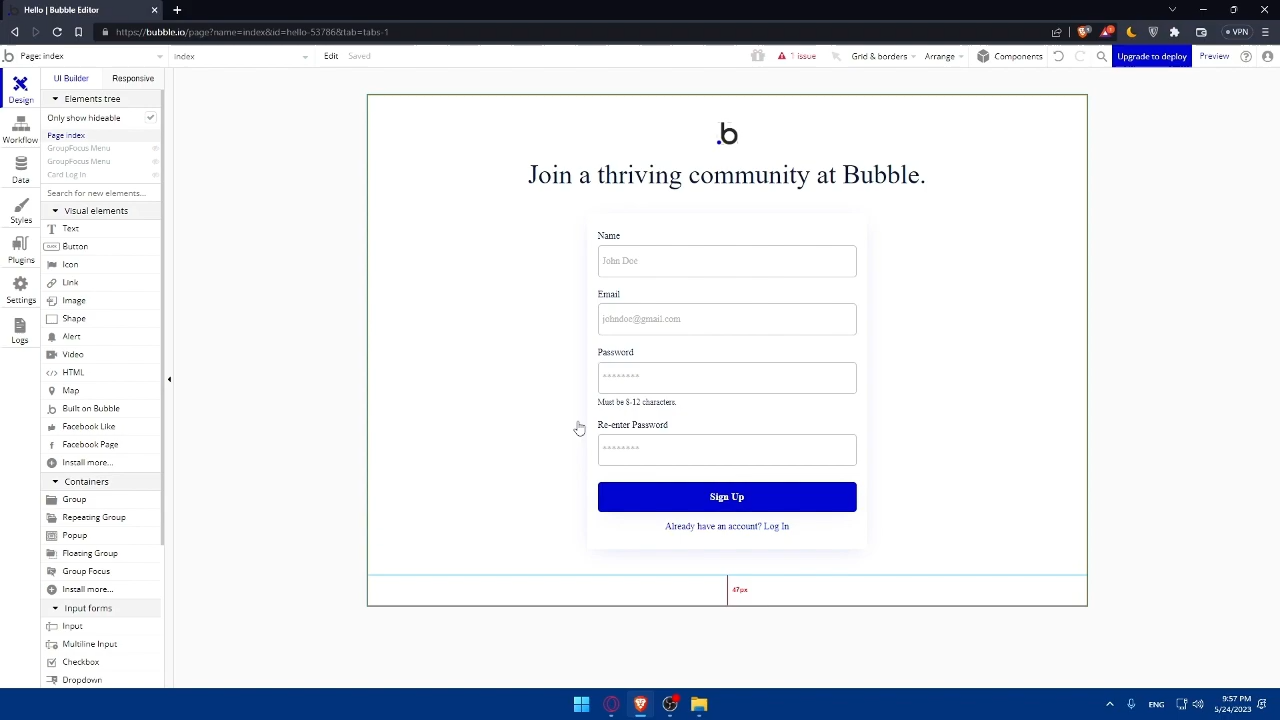 Hello | Bubble Editor
https://bubble.io/page?name=index&id=hello-53786&tab=tabs-1
VPN
Page: index
Index
Edit
Saved
1 issue
Grid & borders
Arrange
Components
Upgrade to deploy
Preview
Design
Workflow
Data
Styles
Plugins
Settings
Logs
UI Builder
Responsive
Elements tree
Only show hideable
Page Index
GroupFocus Menu
GroupFocus Menu
Card Log In
Search for new elements...
Visual elements
Text
CLICK
Button
Icon
Link
Image
Shape
Alert
Video
HTML
Map
Built on Bubble
Facebook Like
Facebook Page
Install more...
Containers
Group
Repeating Group
Popup
Floating Group
Group Focus
Install more...
Input forms
Input
Multiline Input
Checkbox
Dropdown
.b
Join a thriving community at Bubble.
Name
John Doe
Email
johndoe@gmail.com
Password
********
Must be 8-12 characters.
Re-enter Password
********
Sign Up
Already have an account? Log In
47px
ENG
9:57 PM
5/24/2023